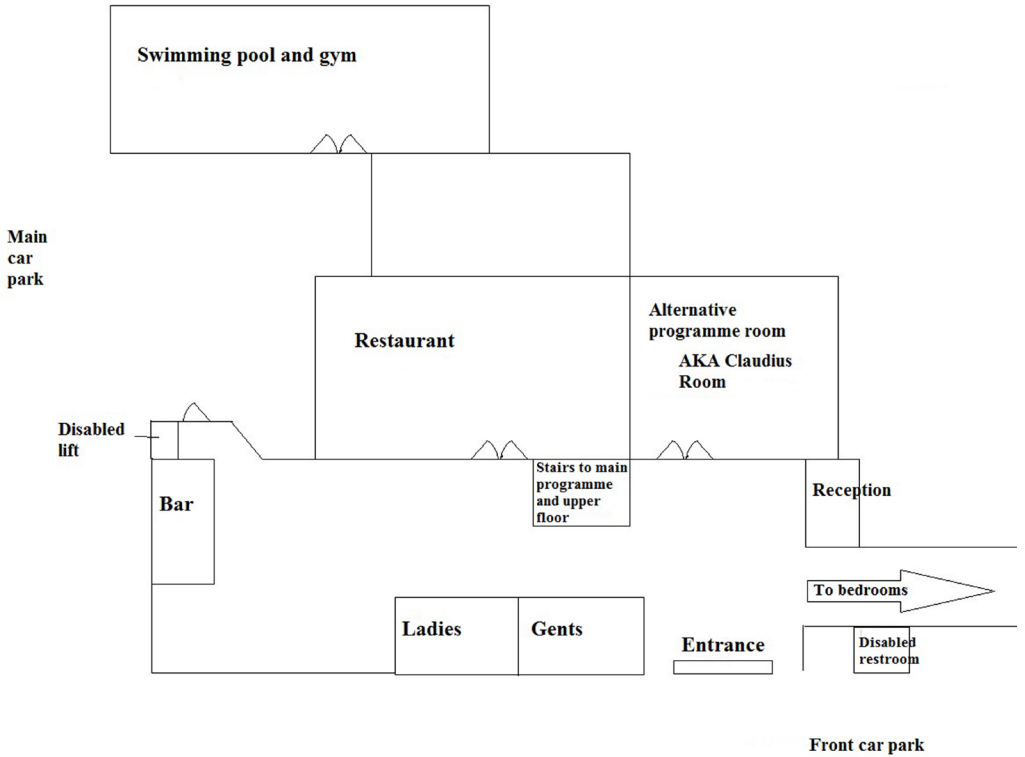 Swimming pool and gym
Main
car
park
Alternative
programme room
AKA Claudius
Room
Restaurant
Disabled
lift
Stairs to main
programme
and upper
floor
Bar
Reception
To bedrooms
Ladies
Gents
Entrance
Disabled
restroom
Front car park